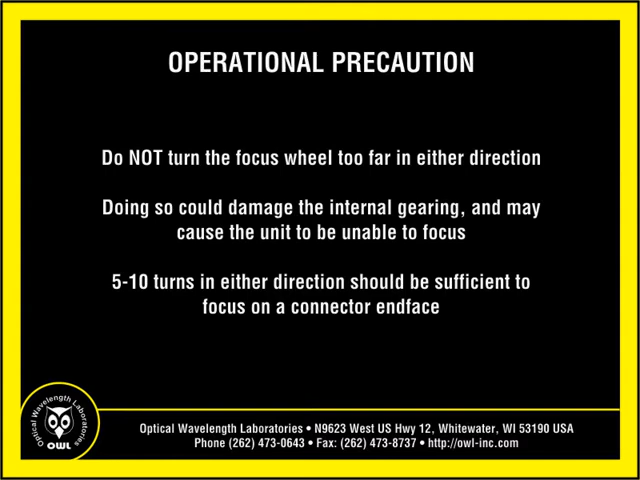 OPERATIONAL PRECAUTION
Do NOT turn the focus wheel too far in either direction
Doing so could damage the internal gearing, and may
cause the unit to be unable to focus
5-10 turns in either direction should be sufficient to
focus on a connector endface
Optical Wavelength Laboratories
OWL
Optical Wavelength Laboratories • N9623 West US Hwy 12, Whitewater, WI 53190 USA
Phone (262) 473-0643 • Fax: (262) 473-8737 • http://owl-inc.com